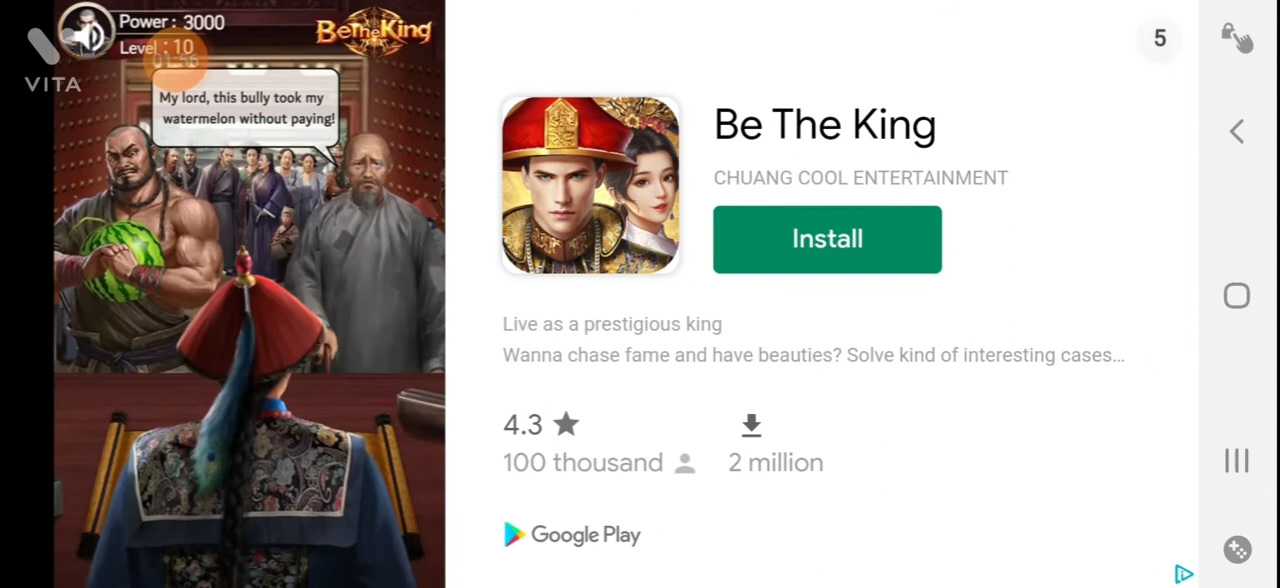 Power : 3000
Level : 10
01:56
VITA
BeTheKing
My lord, this bully took my
watermelon without paying!
5
Be The King
CHUANG COOL ENTERTAINMENT
Install
Live as a prestigious king
Wanna chase fame and have beauties? Solve kind of interesting cases...
4.3
100 thousand
2 million
Google Play